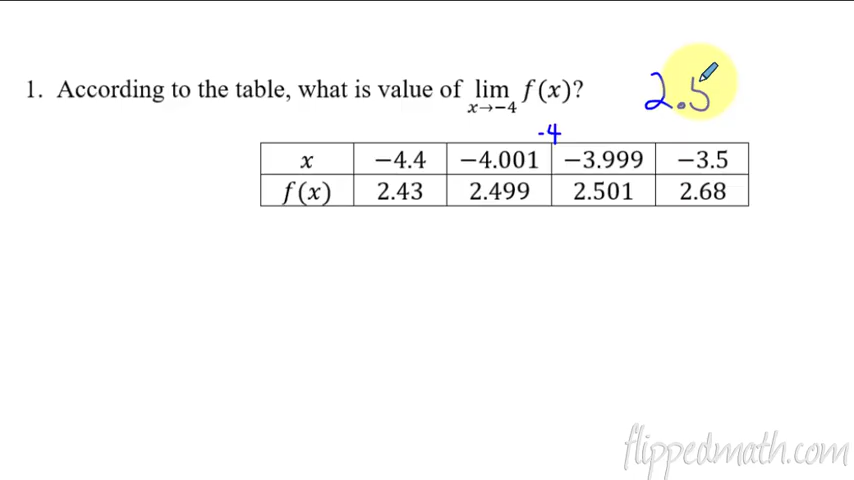 1. According to the table, what is value of lim f(x)? 2.5
x→−4
-4
x −4.4 −4.001 −3.999 −3.5
f(x) 2.43 2.499 2.501 2.68
flippedmath.com